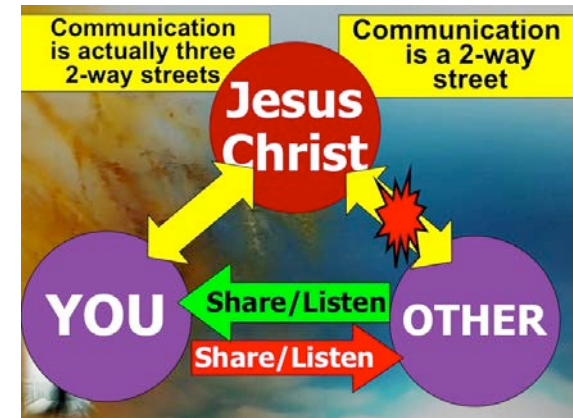 Communication
is actually three
2-way streets
Communication
is a 2-way
street
Jesus
Christ
YOU
Share/Listen
OTHER
Share/Listen